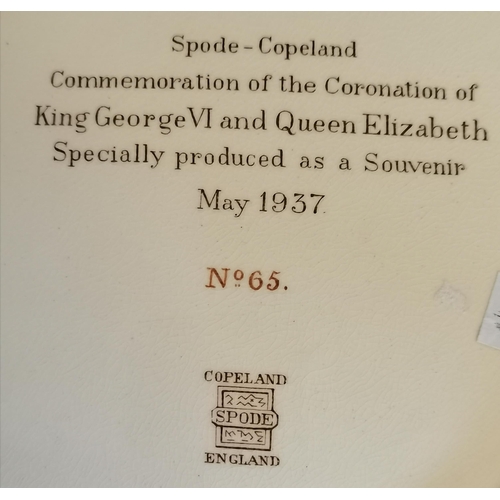 Spode-Copeland
Commemoration of the Coronation of
King George VI and Queen Elizabeth
Specially produced as a Souvenir
May 1937
Nº65.
COPELAND
SPODE
ENGLAND